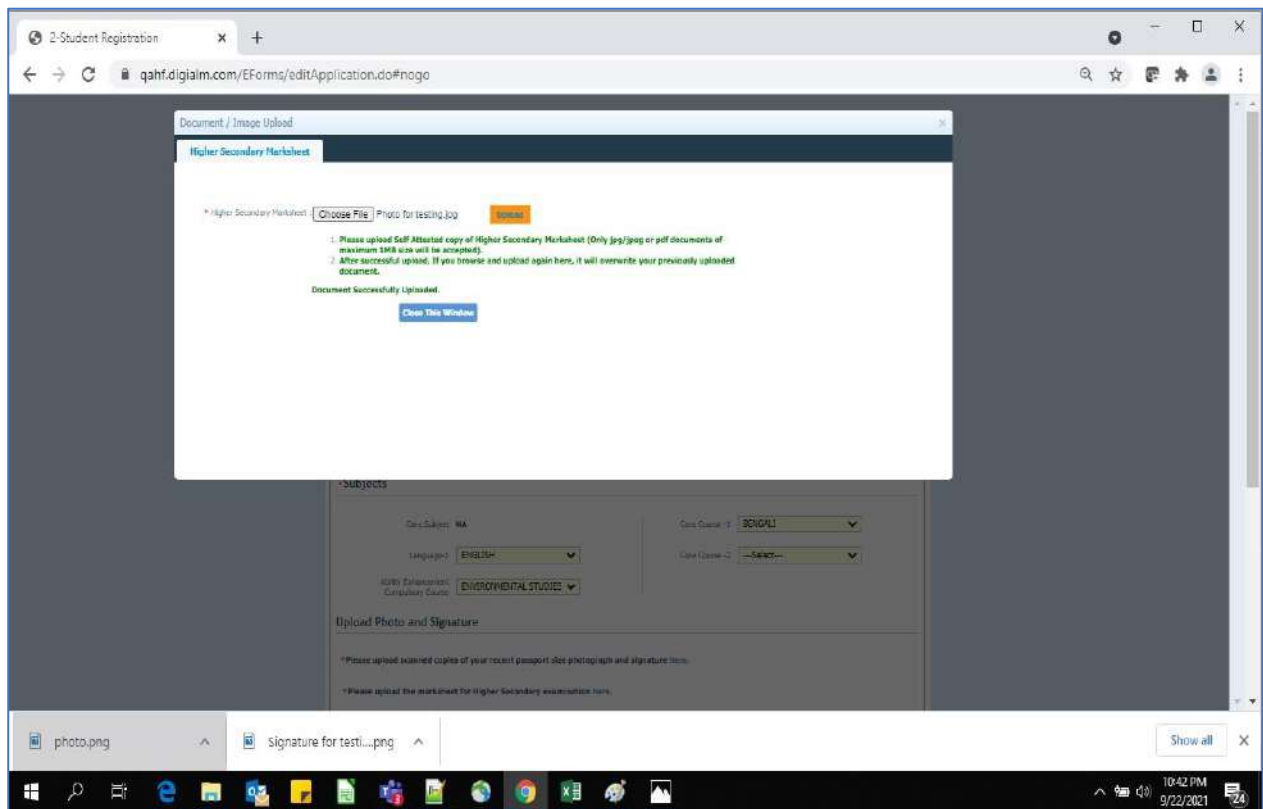 2-Student Registration
qahf.digialm.com/EForms/editApplication.do#nogo
Document / Image Upload
Higher Secondary Marksheet
* Higher Secondary Marksheet : Choose File Photo for testing.jpg Upload
1. Please upload Self Attested copy of Higher Secondary Marksheet (Only jpg/jpeg or pdf documents of
maximum 1MB size will be accepted).
2. After successful upload, If you browse and upload again here, it will overwrite your previously uploaded
document.
Document Successfully Uploaded.
Close This Window
Subjects
Core Subject NA Core Course -1 BENGALI
Language-1 ENGLISH Core Course -2 ---Select---
Ability Enhancement
Compulsory Course ENVIRONMENTAL STUDIES
Upload Photo and Signature
*Please upload scanned copies of your recent passport size photograph and signature here.
*Please upload the marksheet for Higher Secondary examination here.
photo.png
Signature for testi....png
Show all
10:42 PM
9/22/2021
24